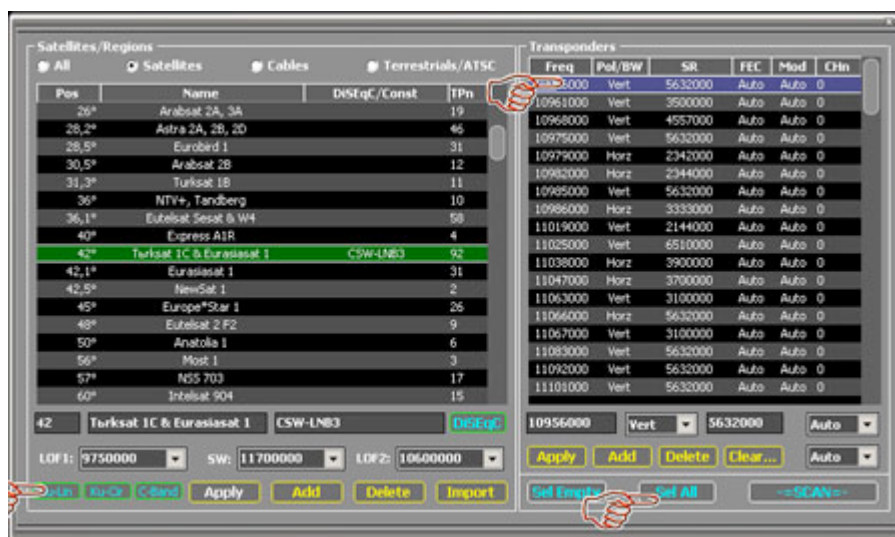 Satellites/Regions
All Satellites Cables Terrestrials/ATSC
Pos Name DiSEqC/Const TPn
26° Arabsat 2A, 3A 19
28,2° Astra 2A, 2B, 2D 46
28,5° Eurobird 1 31
30,5° Arabsat 2B 12
31,3° Turksat 1B 11
36° NTV+, Tandberg 10
36,1° Eutelsat Sesat & W4 58
40° Express A1R 4
42° Turksat 1C & Eurasiasat 1 CSW-LNB3 92
42,1° Eurasiasat 1 31
42,5° NewSat 1 2
45° Europe*Star 1 26
48° Eutelsat 2 F2 9
50° Anatolia 1 6
56° Most 1 3
57° NSS 703 17
60° Intelsat 904 15
42 Turksat 1C & Eurasiasat 1 CSW-LNB3 DiSEqC
LOF1: 9750000 SW: 11700000 LOF2: 10600000
Ku-Cir C-Band Apply Add Delete Import
Transponders
Freq Pol/BW SR FEC Mod CHn
Vert 5632000 Auto Auto 0
10961000 Vert 3500000 Auto Auto 0
10968000 Vert 4557000 Auto Auto 0
10975000 Vert 5632000 Auto Auto 0
10979000 Horz 2342000 Auto Auto 0
10982000 Horz 2344000 Auto Auto 0
10985000 Vert 5632000 Auto Auto 0
10986000 Horz 3333000 Auto Auto 0
11019000 Vert 2144000 Auto Auto 0
11025000 Vert 6510000 Auto Auto 0
11038000 Horz 3900000 Auto Auto 0
11047000 Horz 3700000 Auto Auto 0
11063000 Vert 3100000 Auto Auto 0
11066000 Horz 5632000 Auto Auto 0
11067000 Vert 3100000 Auto Auto 0
11083000 Vert 5632000 Auto Auto 0
11092000 Vert 5632000 Auto Auto 0
11101000 Vert 5632000 Auto Auto 0
10956000 Vert 5632000 Auto
Apply Add Delete Clear... Auto
Sel Empty Sel All -=SCAN=-